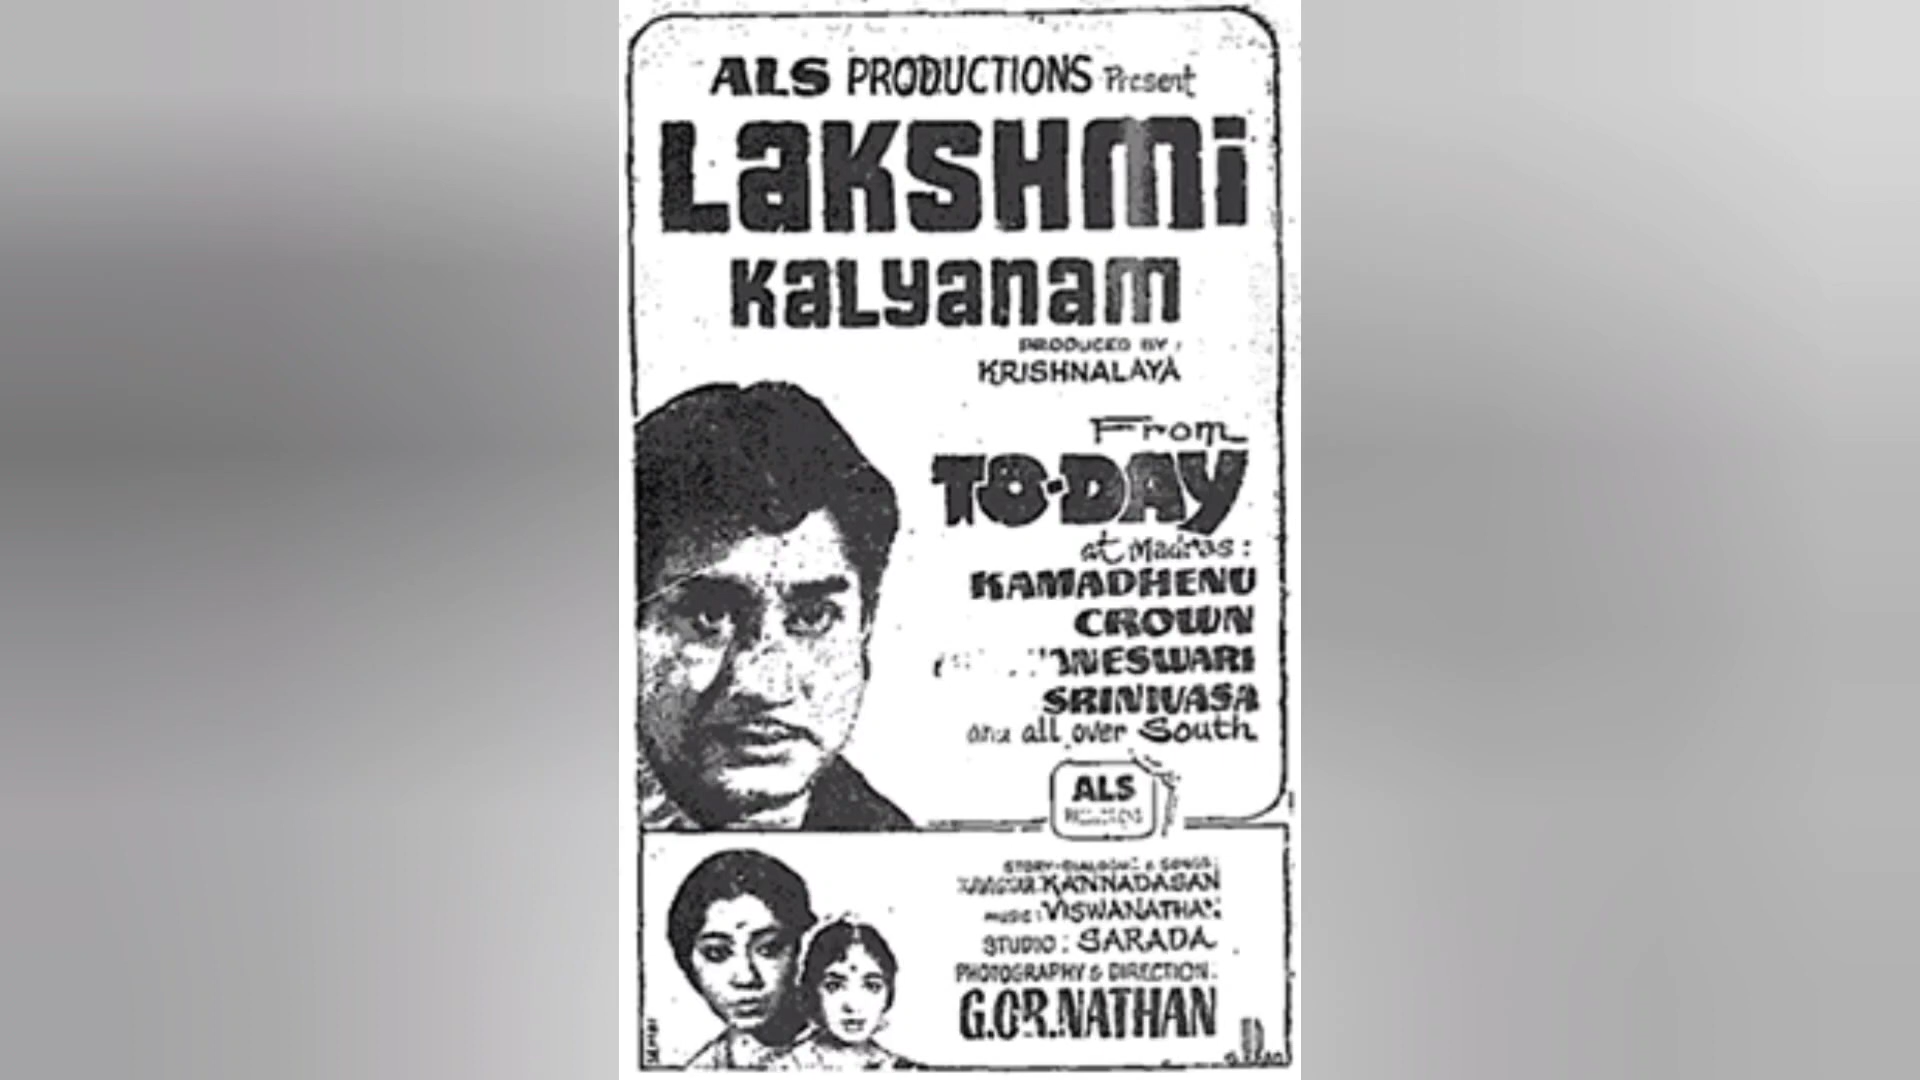 ALS PRODUCTIONS Present
LAKSHMI
KALYANAM
PRODUCED BY:
KRISHNALAYA
From
TO-DAY
at Madras:
KAMADHENU
CROWN
SRINIVASA
and all over South
ALS
STORY-DIALOGUE & SONGS:
KANNADASAN
MUSIC: VISWANATHAN
STUDIO: SARADA
PHOTOGRAPHY & DIRECTION:
G.OR.NATHAN